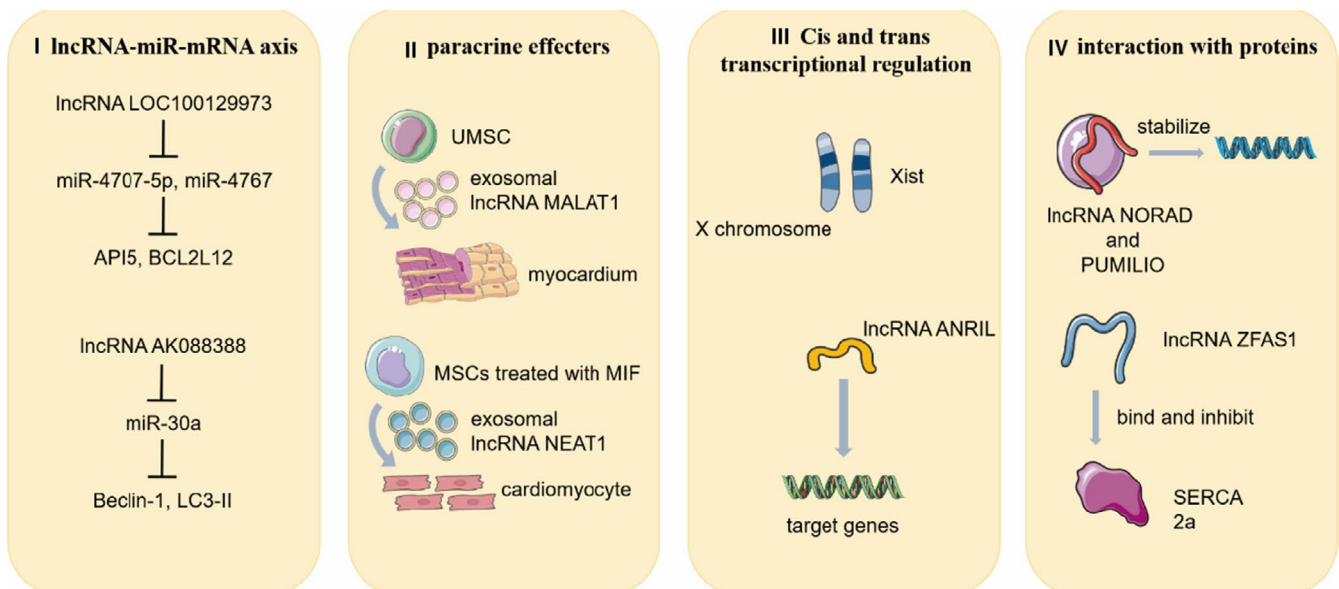 I lncRNA-miR-mRNA axis
lncRNA LOC100129973
miR-4707-5p, miR-4767
API5, BCL2L12
lncRNA AK088388
miR-30a
Beclin-1, LC3-II
II paracrine effecters
UMSC
exosomal
lncRNA MALAT1
myocardium
MSCs treated with MIF
exosomal
lncRNA NEAT1
cardiomyocyte
III Cis and trans
transcriptional regulation
Xist
X chromosome
lncRNA ANRIL
target genes
IV interaction with proteins
stabilize
lncRNA NORAD
and
PUMILIO
lncRNA ZFAS1
bind and inhibit
SERCA
2a